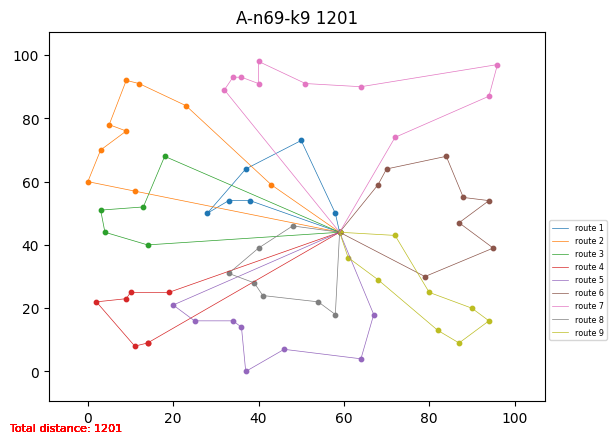 A-n69-k9 1201
100
80
60
40
20
0
0 20 40 60 80 100
route 1
route 2
route 3
route 4
route 5
route 6
route 7
route 8
route 9
Total distance: 1201